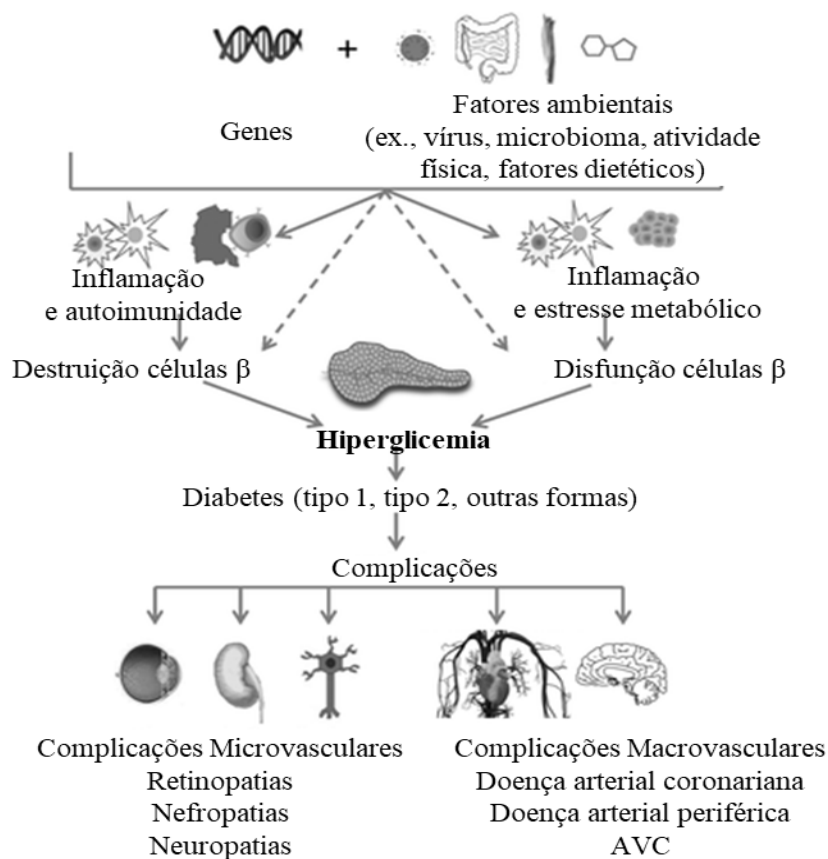 +
Genes
Fatores ambientais
(ex., vírus, microbioma, atividade
física, fatores dietéticos)
Inflamação
e autoimunidade
Inflamação
e estresse metabólico
Destruição células β
Disfunção células β
Hiperglicemia
Diabetes (tipo 1, tipo 2, outras formas)
Complicações
Complicações Microvasculares
Retinopatias
Nefropatias
Neuropatias
Complicações Macrovasculares
Doença arterial coronariana
Doença arterial periférica
AVC